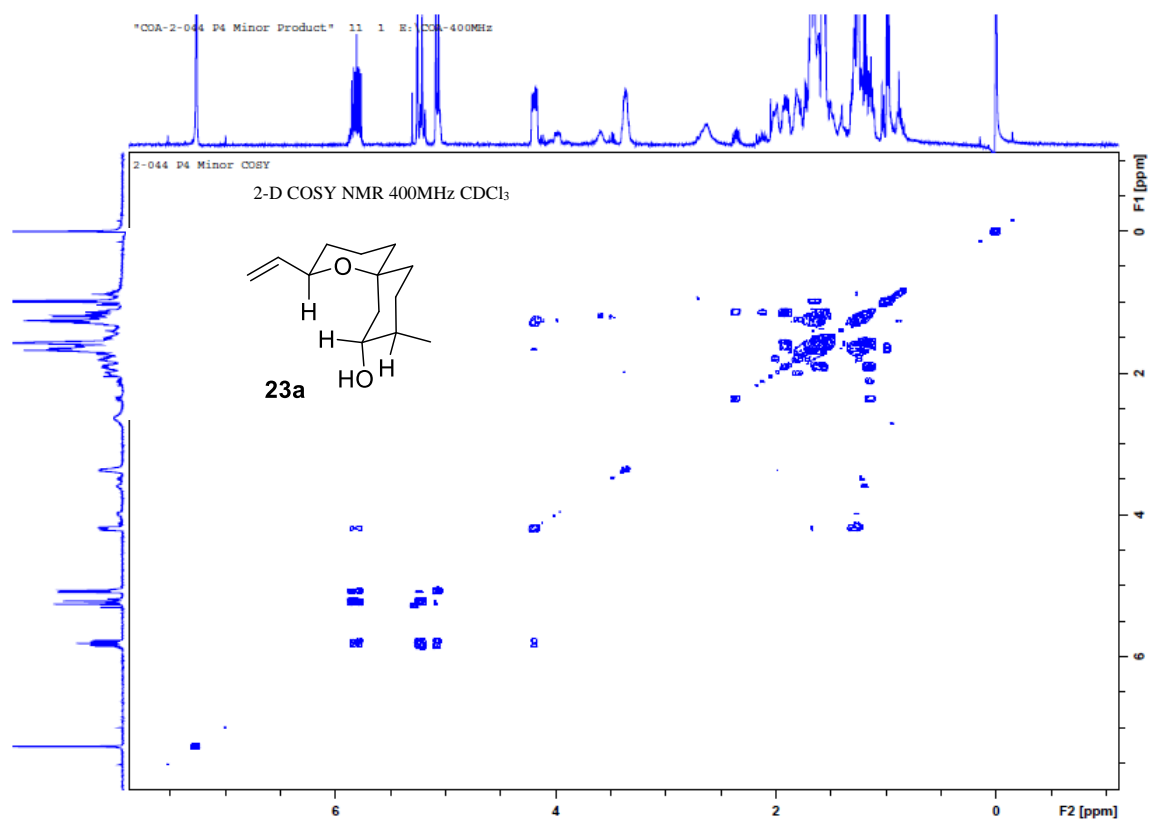 "COA-2-044 P4 Minor Product" 11 1 E:\COA-400MHz
2-044 P4 Minor COSY
2-D COSY NMR 400MHz CDCl₃
O
H
H
H
HO
23a
F1 [ppm]
0
2
4
6
6
4
2
0
F2 [ppm]